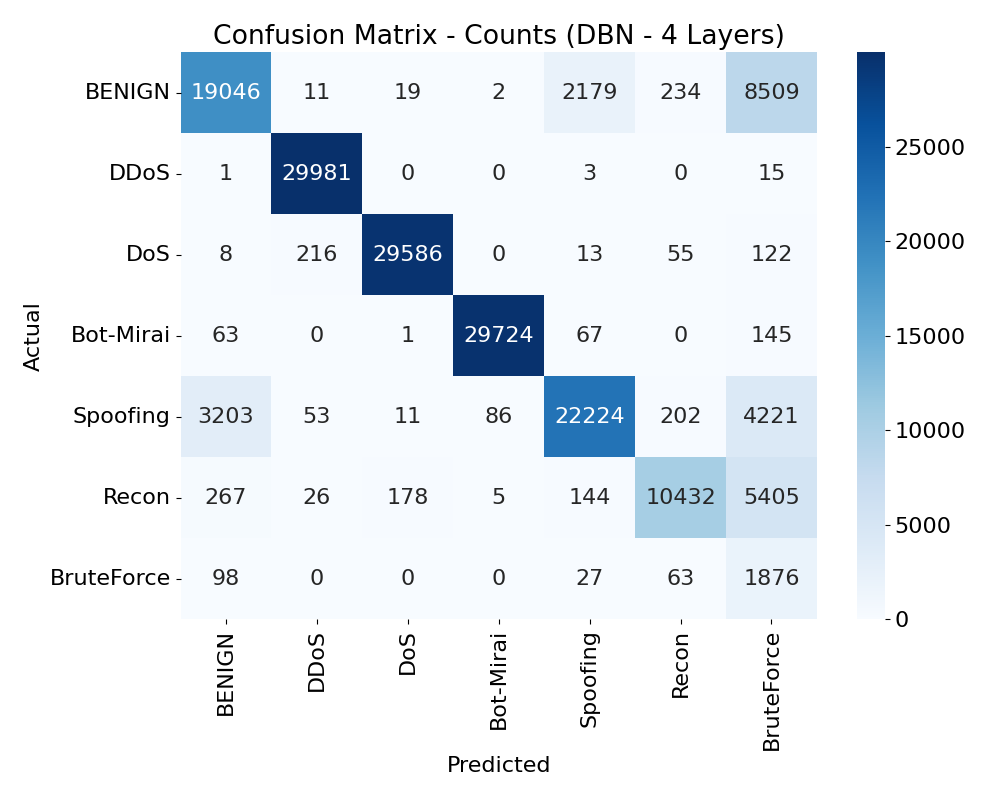 Confusion Matrix - Counts (DBN - 4 Layers)
BENIGN 19046 11 19 2 2179 234 8509
DDoS 1 29981 0 0 3 0 15
DoS 8 216 29586 0 13 55 122
Bot-Mirai 63 0 1 29724 67 0 145
Spoofing 3203 53 11 86 22224 202 4221
Recon 267 26 178 5 144 10432 5405
BruteForce 98 0 0 0 27 63 1876
Actual
BENIGN DDoS DoS Bot-Mirai Spoofing Recon BruteForce
Predicted
25000
20000
15000
10000
5000
0